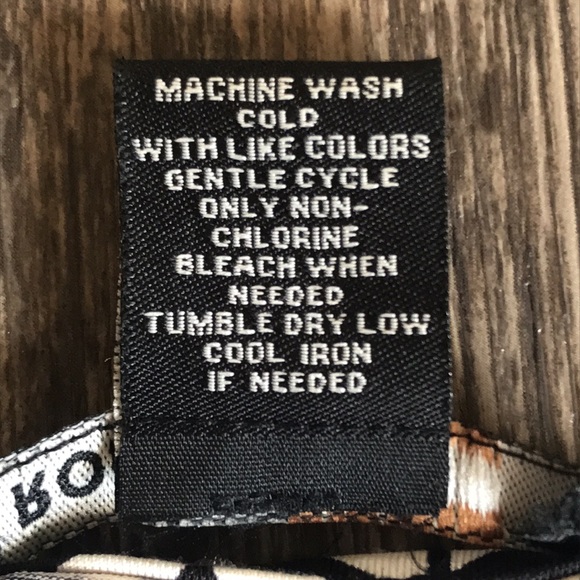 MACHINE WASH
COLD
WITH LIKE COLORS
GENTLE CYCLE
ONLY NON-
CHLORINE
BLEACH WHEN
NEEDED
TUMBLE DRY LOW
COOL IRON
IF NEEDED
RO